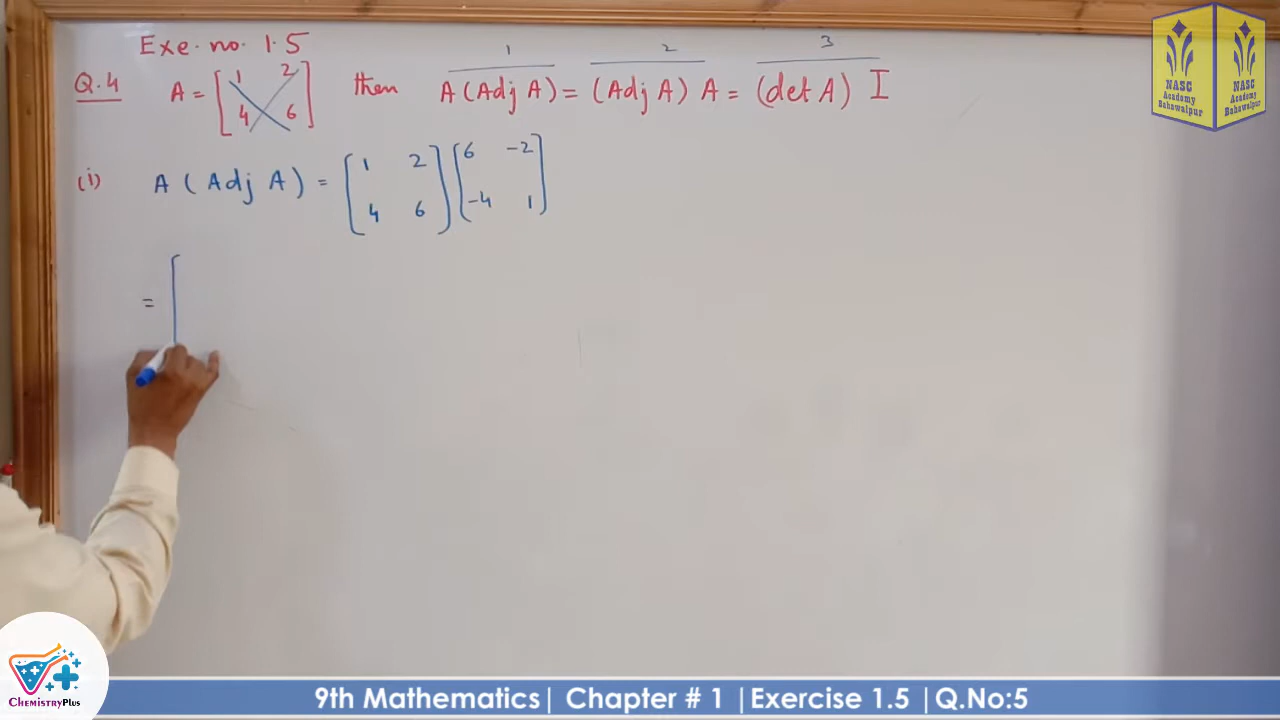 Exe. no. 1.5
1 2 3
Q.4 A = [1 2 then A (Adj A) = (Adj A) A = (det A) I
4 6]
(i) A (Adj A) = [1 2 [6 -2
4 6] -4 1]
= [
NASC Academy Bahawalpur
NASC Academy Bahawalpur
ChemistryPlus
9th Mathematics| Chapter # 1 |Exercise 1.5 |Q.No:5